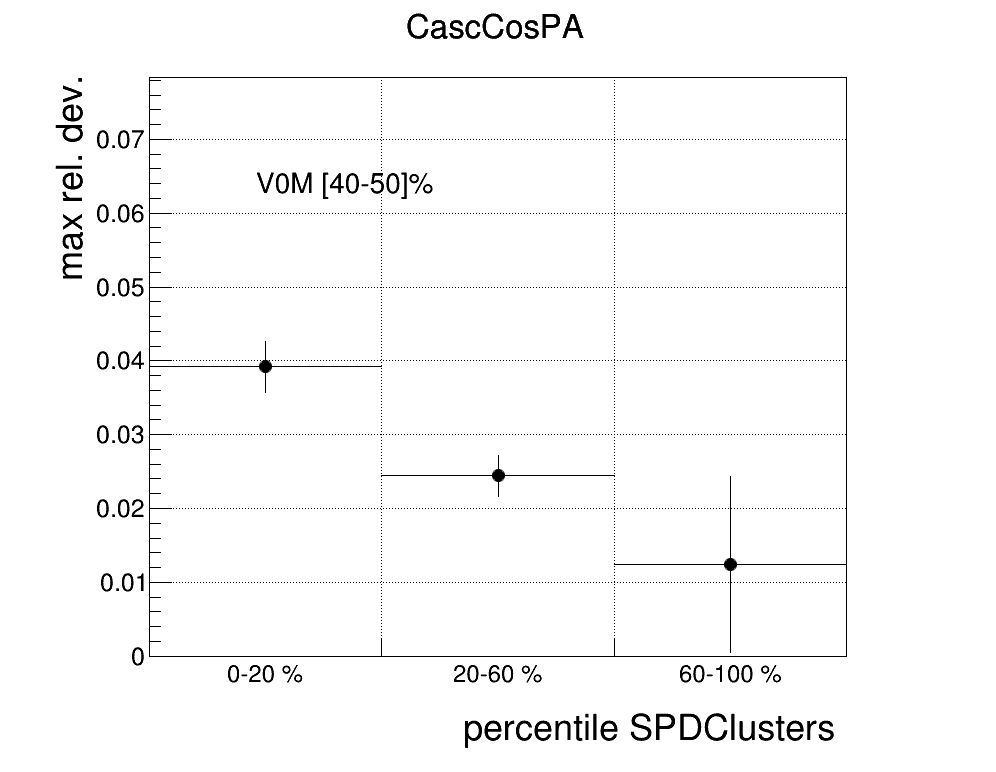 CascCosPA
max rel. dev.
V0M [40-50]%
0.07
0.06
0.05
0.04
0.03
0.02
0.01
0
0-20 %
20-60 %
60-100 %
percentile SPDClusters